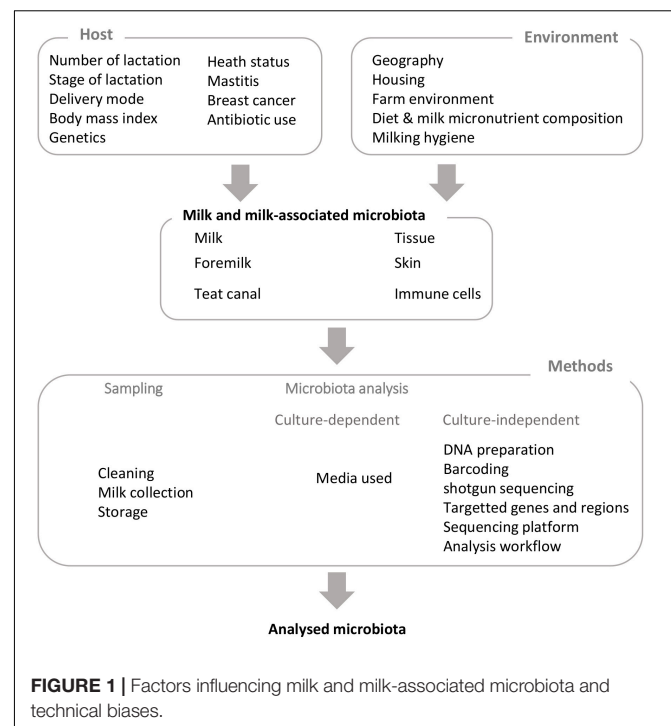 Host
Number of lactation
Stage of lactation
Delivery mode
Body mass index
Genetics
Heath status
Mastitis
Breast cancer
Antibiotic use
Environment
Geography
Housing
Farm environment
Diet & milk micronutrient composition
Milking hygiene
Milk and milk-associated microbiota
Milk
Foremilk
Teat canal
Tissue
Skin
Immune cells
Methods
Sampling
Cleaning
Milk collection
Storage
Microbiota analysis
Culture-dependent
Media used
Culture-independent
DNA preparation
Barcoding
shotgun sequencing
Targetted genes and regions
Sequencing platform
Analysis workflow
Analysed microbiota
FIGURE 1 | Factors influencing milk and milk-associated microbiota and
technical biases.